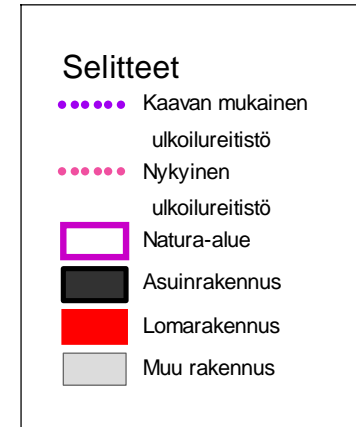 Selitteet
Kaavan mukainen
ulkoilureitistö
Nykyinen
ulkoilureitistö
Natura-alue
Asuinrakennus
Lomarakennus
Muu rakennus